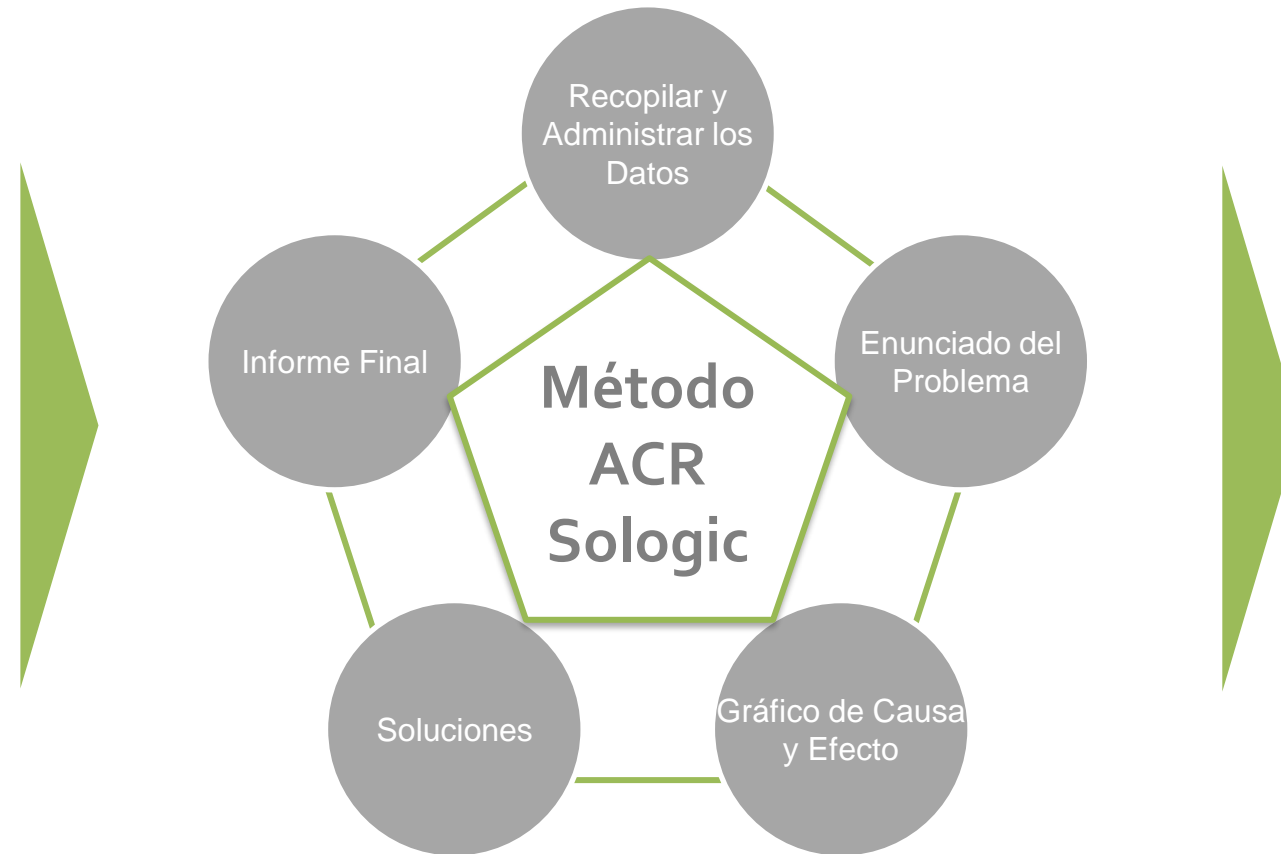 Recopilar y
Administrar los
Datos
Informe Final
Enunciado del
Problema
Método
ACR
Sologic
Soluciones
Gráfico de Causa
y Efecto